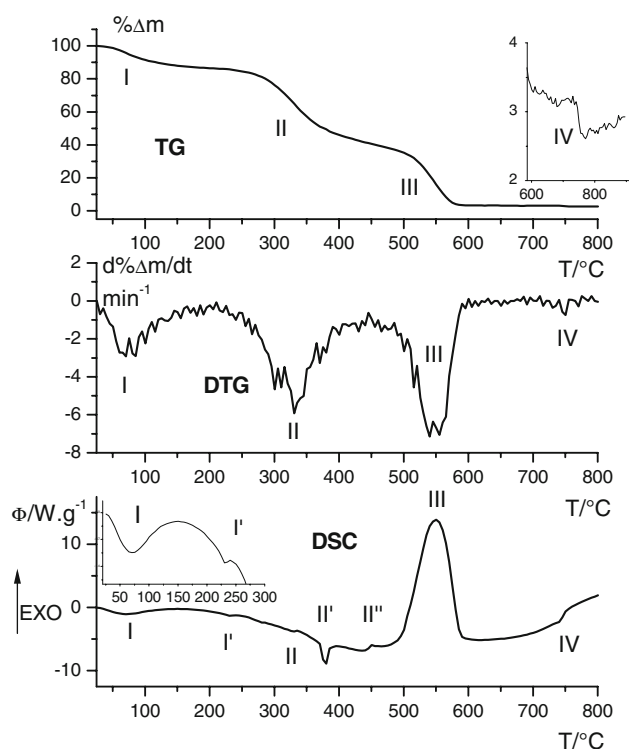 %Δm
100
80
60
40
20
0
I
II
III
TG
4
3
2
IV
600 800
100 200 300 400 500 600 700 800
T/°C
d%Δm/dt
min-1
2
0
-2
-4
-6
-8
I
DTG
II
III
IV
100 200 300 400 500 600 700 800
T/°C
Φ/W.g-1
10
0
-10
EXO
I
I'
50 100 150 200 250 300
DSC
III
I
I'
II
II'
II''
IV
100 200 300 400 500 600 700 800
T/°C